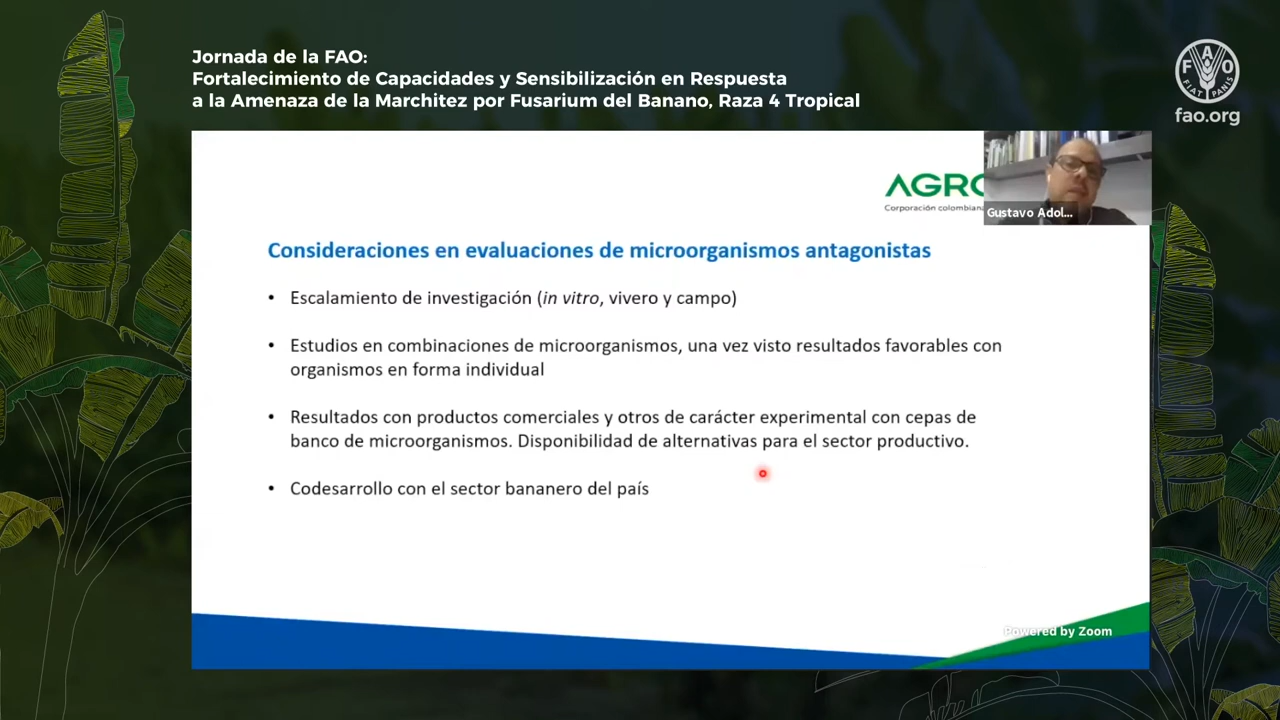 Jornada de la FAO:
Fortalecimiento de Capacidades y Sensibilización en Respuesta
a la Amenaza de la Marchitez por Fusarium del Banano, Raza 4 Tropical
F A O
FIAT PANIS
fao.org
AGRO
Corporación colombiana
Gustavo Adol...
Consideraciones en evaluaciones de microorganismos antagonistas
• Escalamiento de investigación (in vitro, vivero y campo)
• Estudios en combinaciones de microorganismos, una vez visto resultados favorables con
organismos en forma individual
• Resultados con productos comerciales y otros de carácter experimental con cepas de
banco de microorganismos. Disponibilidad de alternativas para el sector productivo.
• Codesarrollo con el sector bananero del país
Powered by Zoom